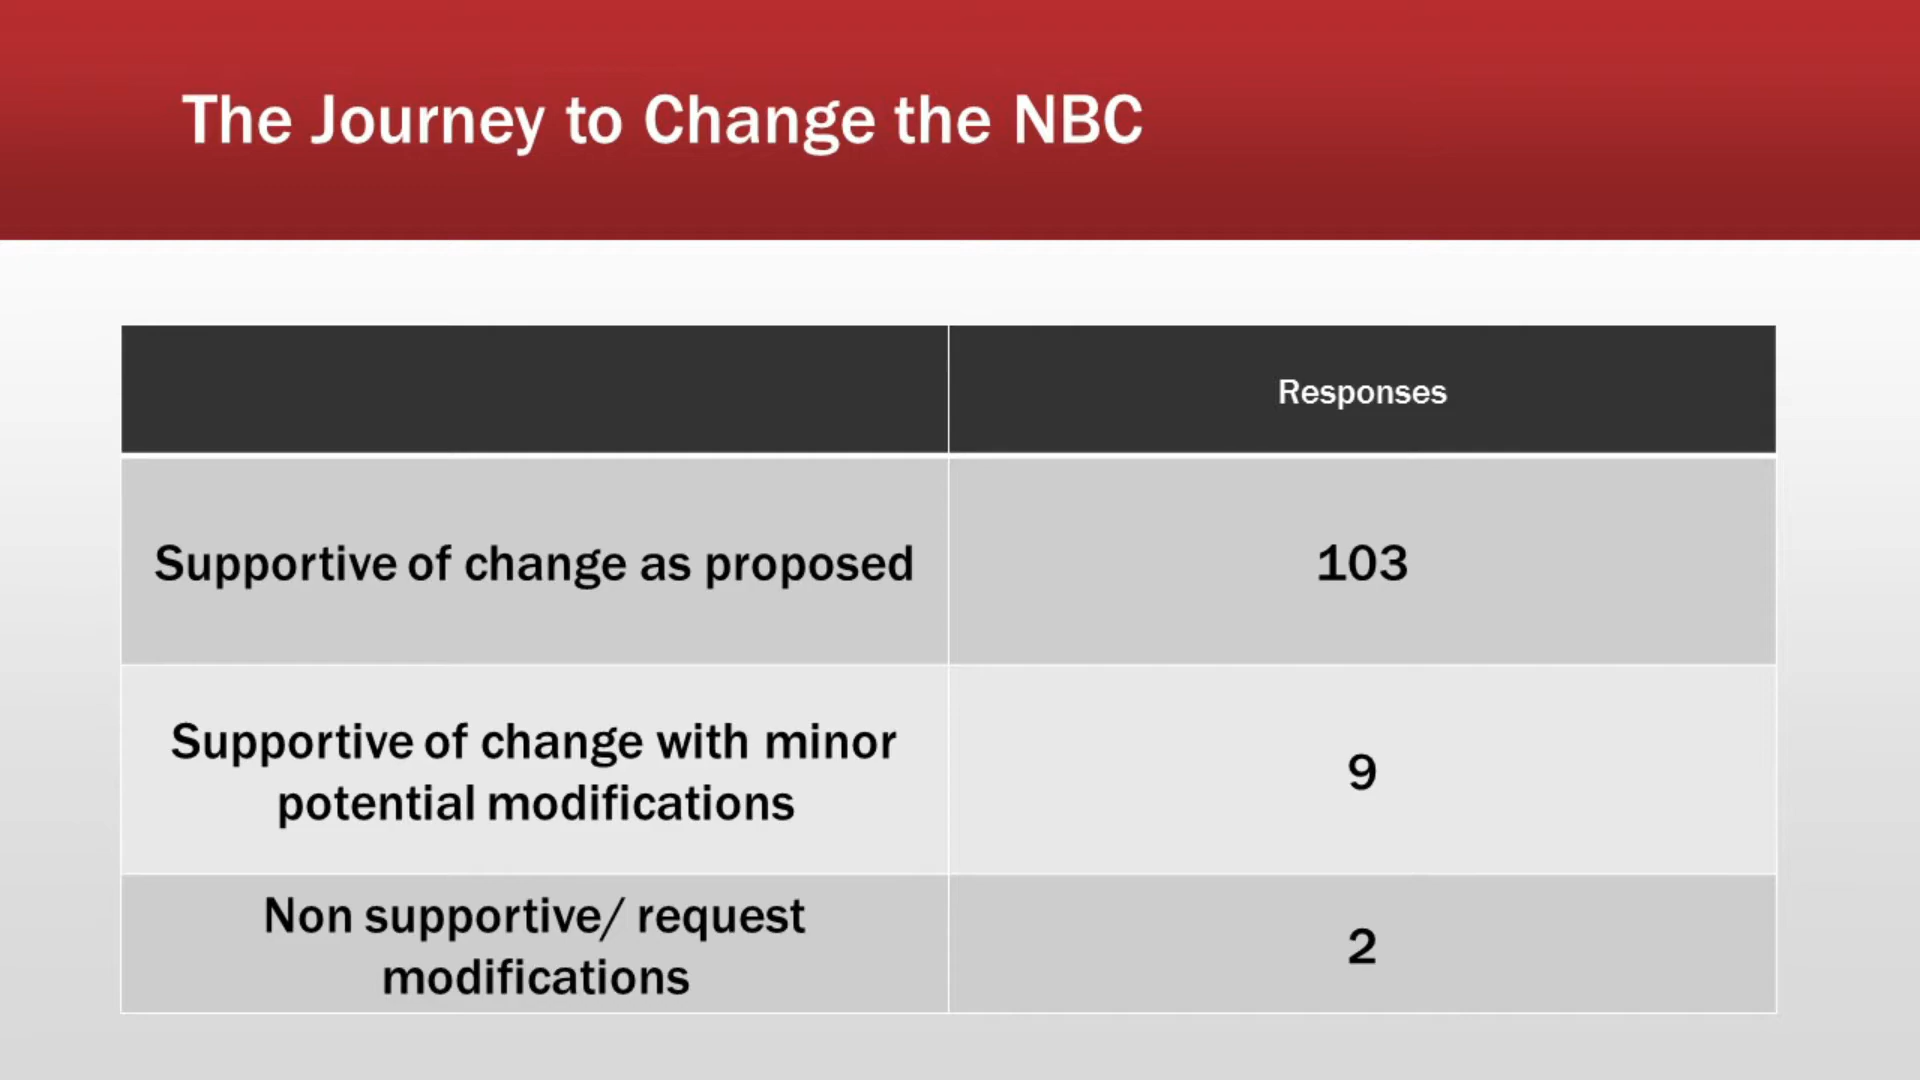 The Journey to Change the NBC
Responses
Supportive of change as proposed
103
Supportive of change with minor
potential modifications
9
Non supportive/ request
modifications
2